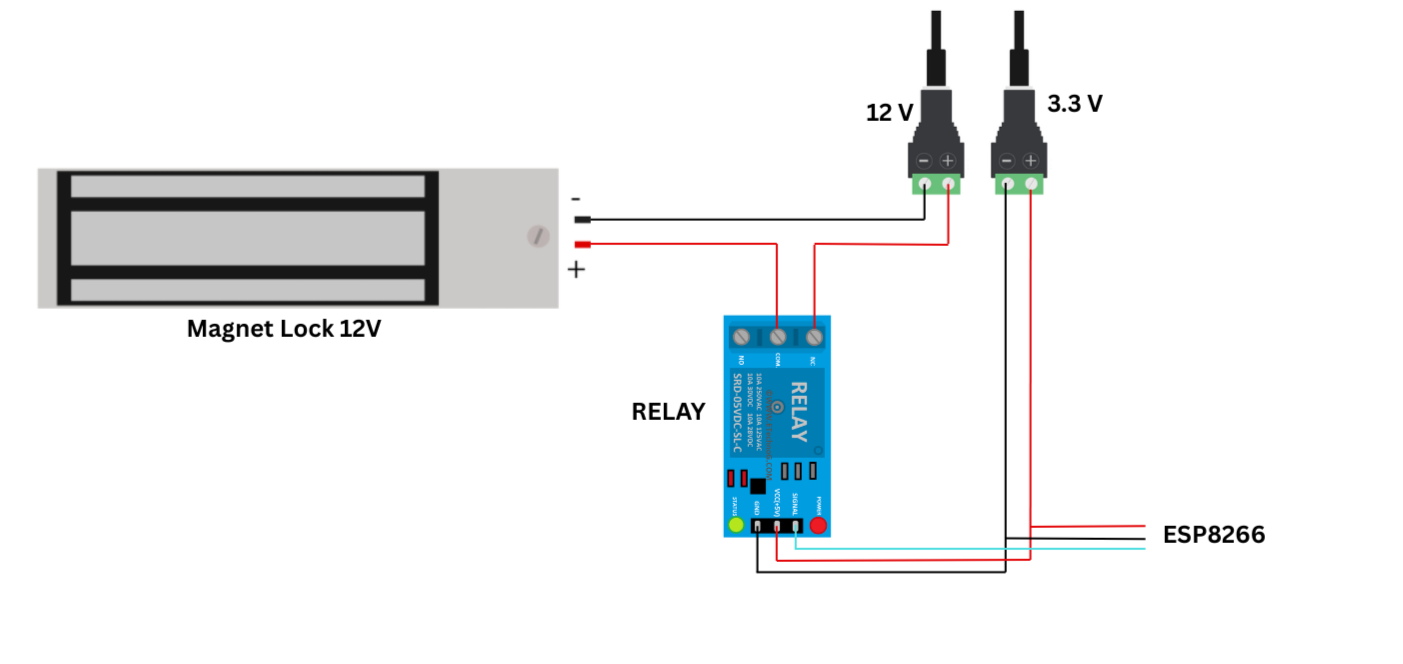 12 V
3.3 V
-
+
-
+
-
+
Magnet Lock 12V
NO
COM
NC
RELAY
RELAY
SRD-05VDC-SL-C
10A 250VAC 10A 125VAC
10A 30VDC 10A 28VDC
STATUS
GND
VCC(+5V)
SIGNAL
POWER
ESP8266